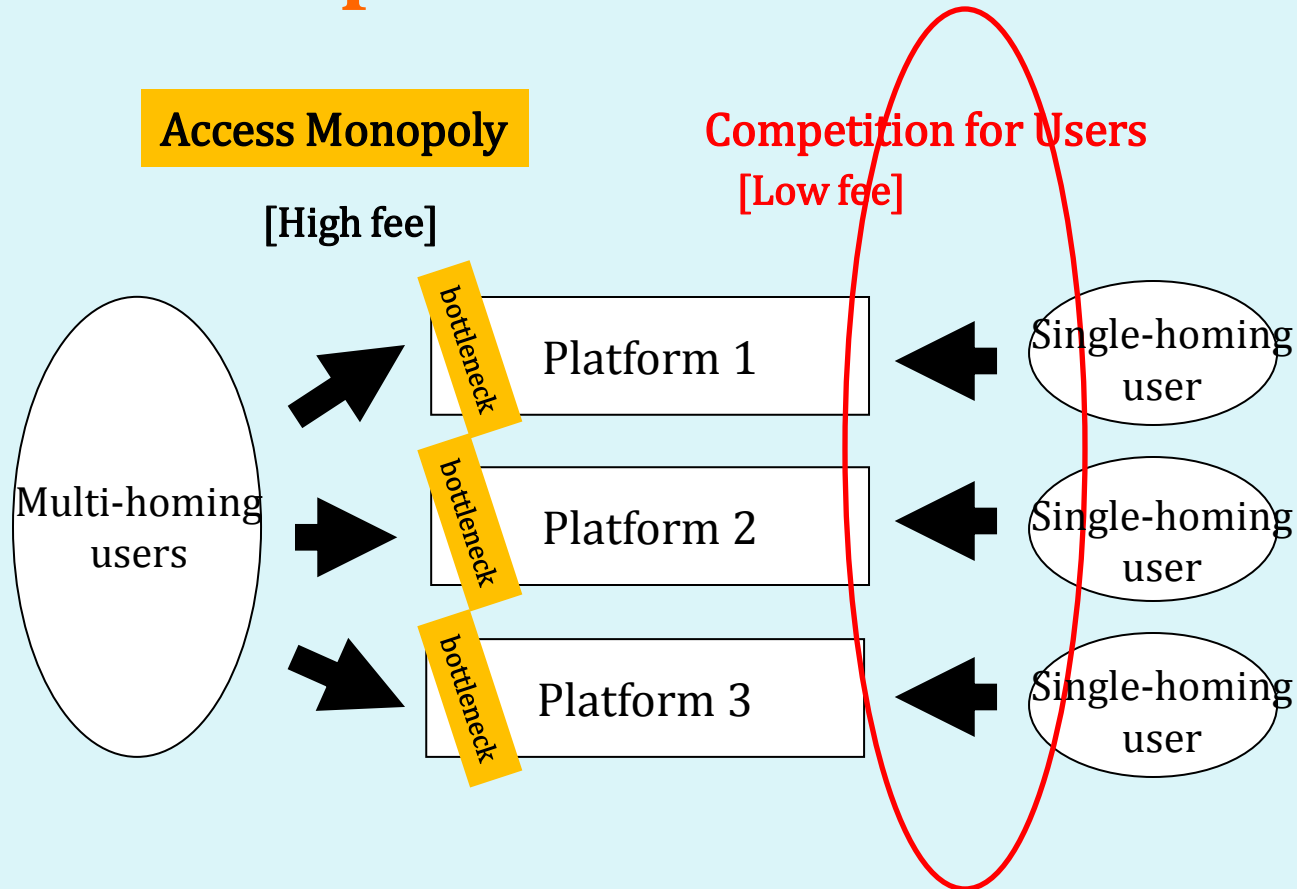 Access Monopoly
Competition for Users
[High fee]
[Low fee]
bottleneck
Platform 1
Single-homing
user
Multi-homing
users
bottleneck
Platform 2
Single-homing
user
bottleneck
Platform 3
Single-homing
user